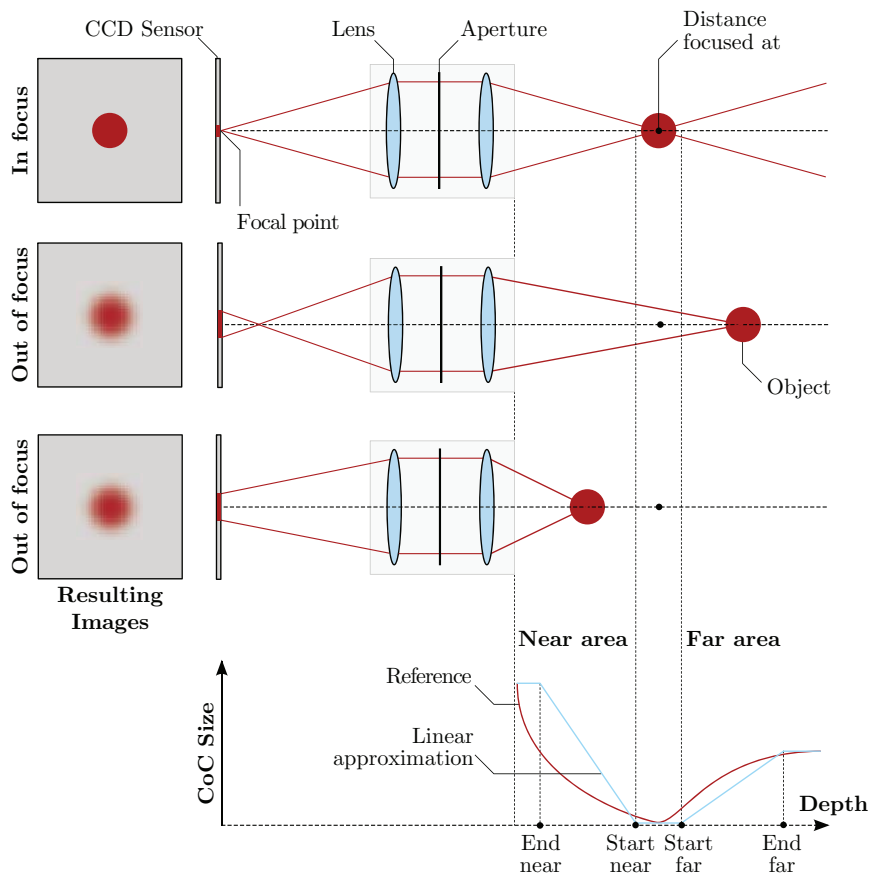 CCD Sensor
Lens
Aperture
Distance
focused at
In focus
Focal point
Out of focus
Object
Out of focus
Resulting
Images
Near area
Far area
Reference
Linear
approximation
CoC Size
Depth
End
near
Start
near
Start
far
End
far